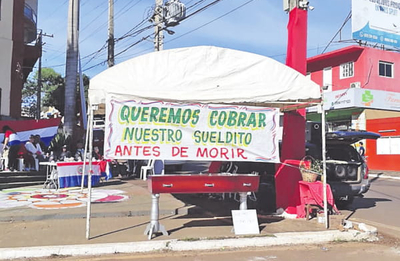 QUEREMOS COBRAR
NUESTRO SUELDITO
ANTES DE MORIR